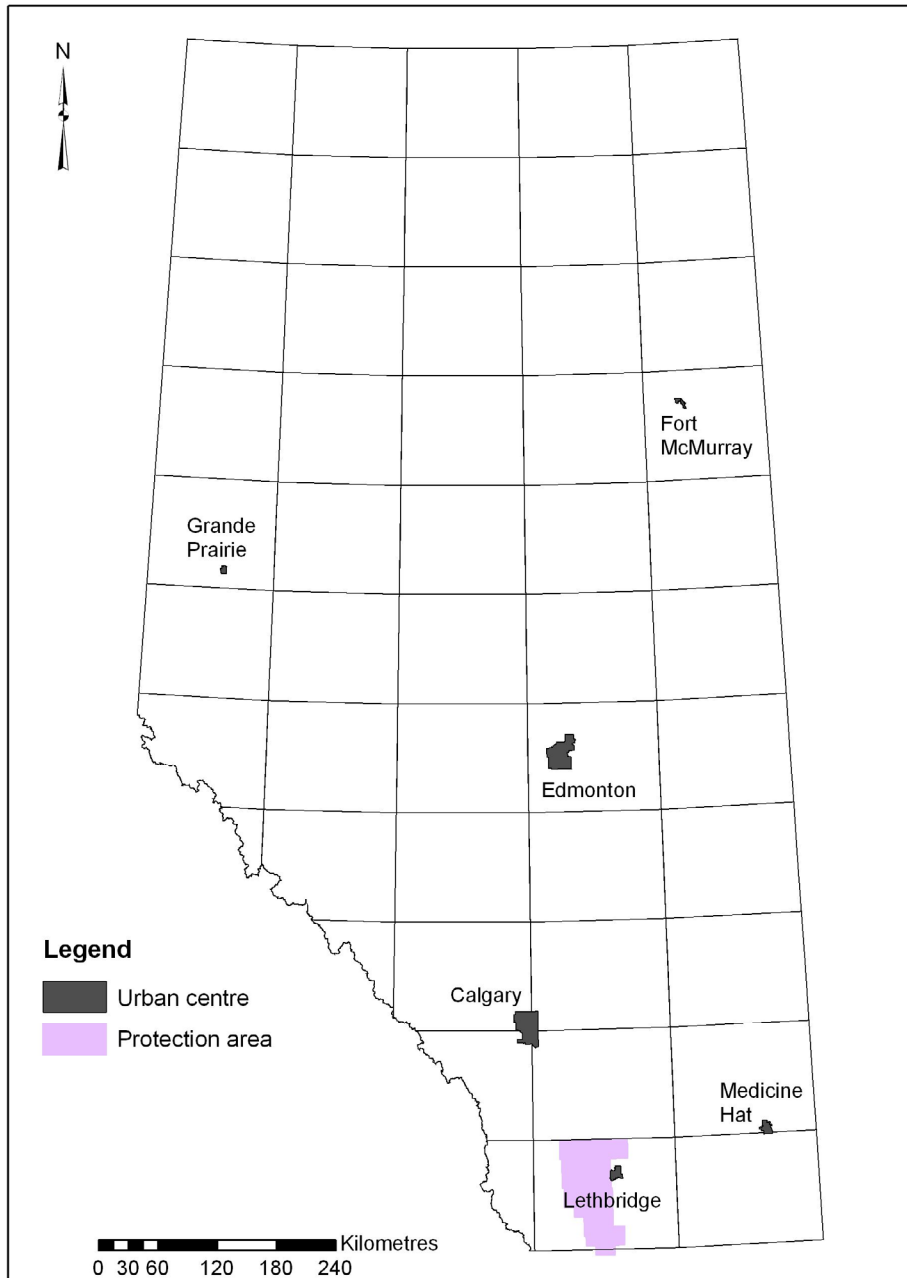 N
Fort
McMurray
Grande
Prairie
Edmonton
Legend
Urban centre
Protection area
Calgary
Medicine
Hat
Lethbridge
Kilometres
0 30 60 120 180 240